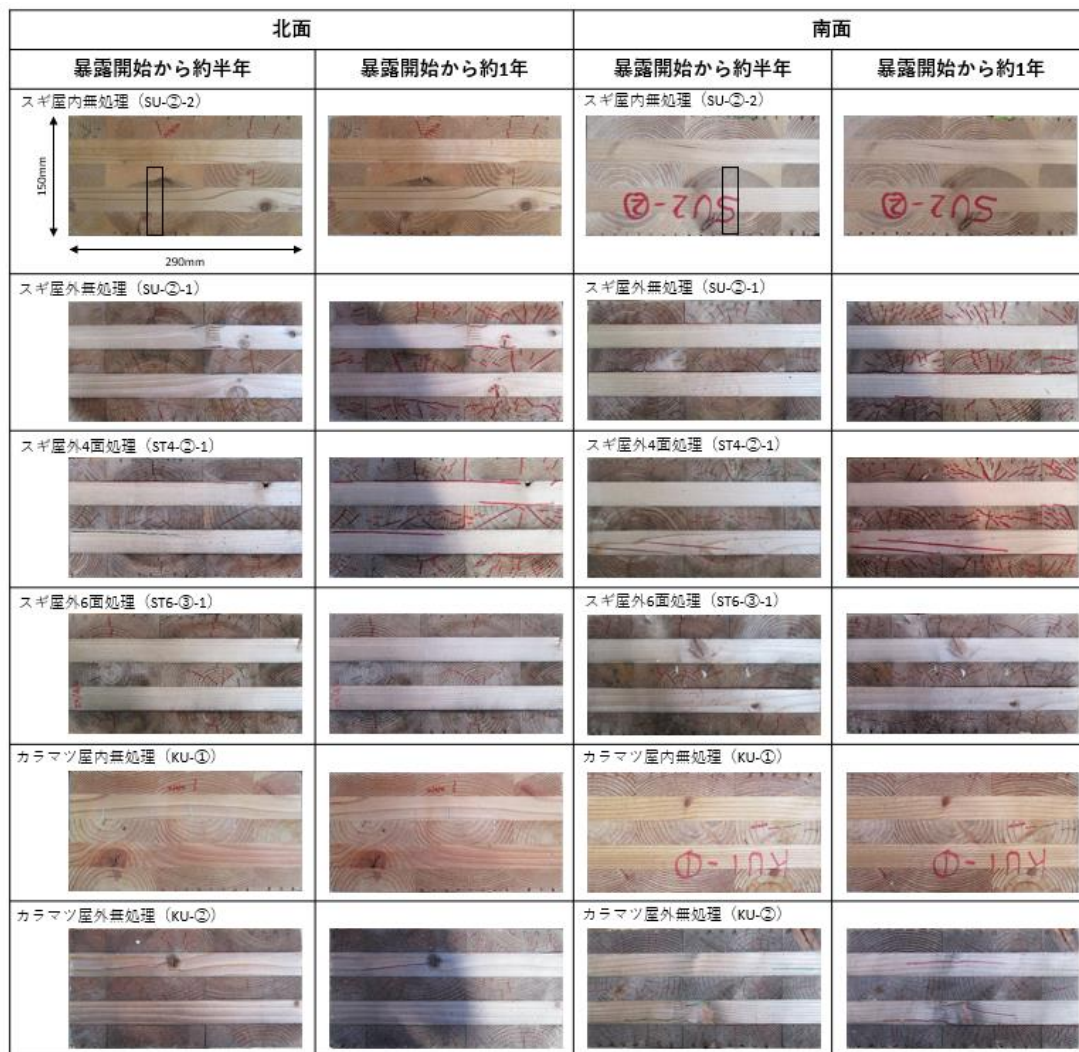 北面 南面
暴露開始から約半年 暴露開始から約1年 暴露開始から約半年 暴露開始から約1年
スギ屋内無処理（SU-②-2） スギ屋内無処理（SU-②-2）
150mm
SU2-② SU2-②
290mm
スギ屋外無処理（SU-②-1） スギ屋外無処理（SU-②-1）
スギ屋外4面処理（ST4-②-1） スギ屋外4面処理（ST4-②-1）
スギ屋外6面処理（ST6-③-1） スギ屋外6面処理（ST6-③-1）
カラマツ屋内無処理（KU-①） カラマツ屋内無処理（KU-①）
KU1-① KU1-①
カラマツ屋外無処理（KU-②） カラマツ屋外無処理（KU-②）